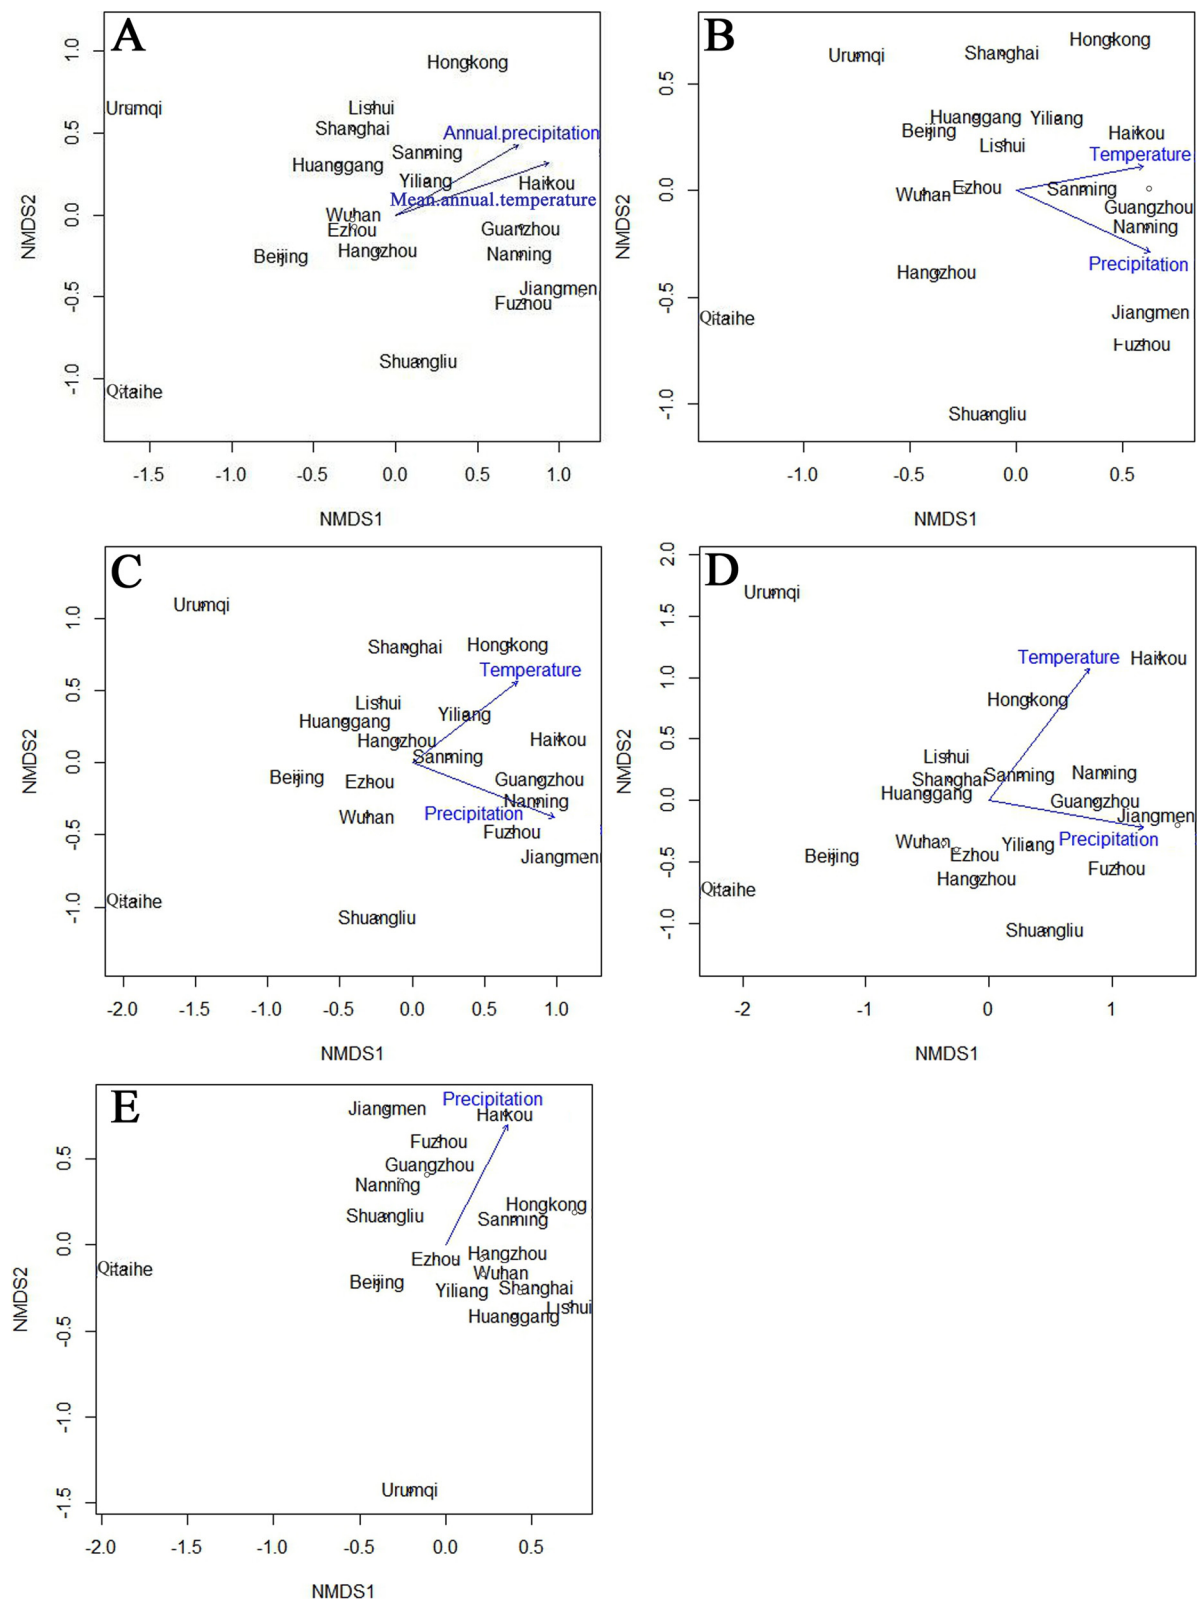 A
1.0
0.5
0.0
-0.5
-1.0
NMDS2
Hongkong
Urumqi
Lishui
Shanghai
Annual.precipitation
Sanming
Huanggang
Yiliang
Haikou
Mean.annual.temperature
Wuhan
Ezhou
Guanzhou
Hangzhou
Nanning
Beijing
Jiangmen
Fuzhou
Shuangliu
Qitaihe
-1.5 -1.0 -0.5 0.0 0.5 1.0
NMDS1
B
0.5
0.0
-0.5
-1.0
NMDS2
Hongkong
Urumqi
Shanghai
Huanggang
Yiliang
Beijing
Haikou
Lishui
Temperature
Wuhan
Ezhou
Sanming
Guangzhou
Nanning
Precipitation
Hangzhou
Jiangmen
Qitaihe
Fuzhou
Shuangliu
-1.0 -0.5 0.0 0.5
NMDS1
C
1.0
0.5
0.0
-0.5
-1.0
NMDS2
Urumqi
Shanghai
Hongkong
Temperature
Lishui
Huanggang
Yiliang
Hangzhou
Haikou
Sanming
Beijing
Ezhou
Guangzhou
Nanning
Wuhan
Precipitation
Fuzhou
Jiangmen
Qitaihe
Shuangliu
-2.0 -1.5 -1.0 -0.5 0.0 0.5 1.0
NMDS1
D
2.0
1.5
1.0
0.5
0.0
-0.5
-1.0
NMDS2
Urumqi
Temperature
Haikou
Hongkong
Lishui
Shanghai
Sanming
Nanning
Huanggang
Guangzhou
Jiangmen
Wuhan
Yiliang
Precipitation
Beijing
Ezhou
Hangzhou
Fuzhou
Qitaihe
Shuangliu
-2 -1 0 1
NMDS1
E
0.5
0.0
-0.5
-1.0
-1.5
NMDS2
Precipitation
Jiangmen
Haikou
Fuzhou
Guangzhou
Nanning
Hongkong
Shuangliu
Sanming
Ezhou
Hangzhou
Qitaihe
Wuhan
Beijing
Yiliang
Shanghai
Lishui
Huanggang
Urumqi
-2.0 -1.5 -1.0 -0.5 0.0 0.5
NMDS1